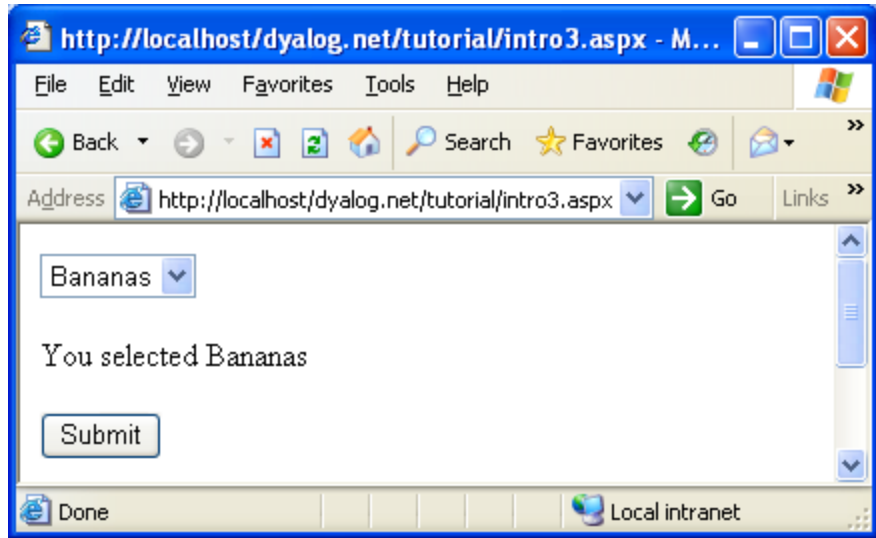 http://localhost/dyalog.net/tutorial/intro3.aspx - M...
File Edit View Favorites Tools Help
Back Search Favorites »
Address http://localhost/dyalog.net/tutorial/intro3.aspx Go Links »
Bananas
You selected Bananas
Submit
Done Local intranet